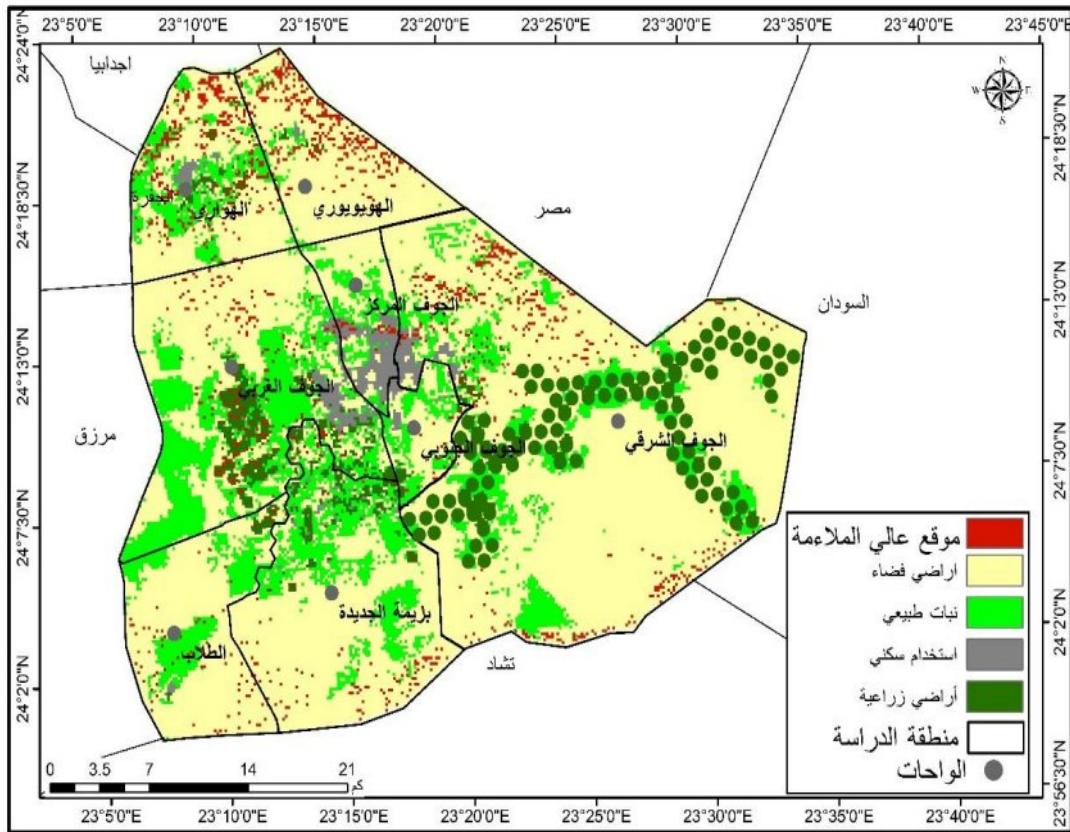 23°5'0"E 23°10'0"E 23°15'0"E 23°20'0"E 23°25'0"E 23°30'0"E 23°35'0"E 23°40'0"E 23°45'0"E
24°24'0"N
24°18'30"N
24°13'0"N
24°7'30"N
24°2'0"N
24°18'30"N
24°13'0"N
24°7'30"N
24°2'0"N
23°56'30"N
N
W E
S
اجدابيا
مصر
السودان
مرزق
تشاد
الكفرة
الهواري
الهويويوري
الجوف المركز
الجوف الغربي
الجوف الجنوبي
الجوف الشرقي
بزيمة الجديدة
الطلاب
موقع عالي الملاءمة
اراضي فضاء
نبات طبيعي
استخدام سكني
أراضي زراعية
منطقة الدراسة
الواحات
0 3.5 7 14 21
كم
23°5'0"E 23°10'0"E 23°15'0"E 23°20'0"E 23°25'0"E 23°30'0"E 23°35'0"E 23°40'0"E